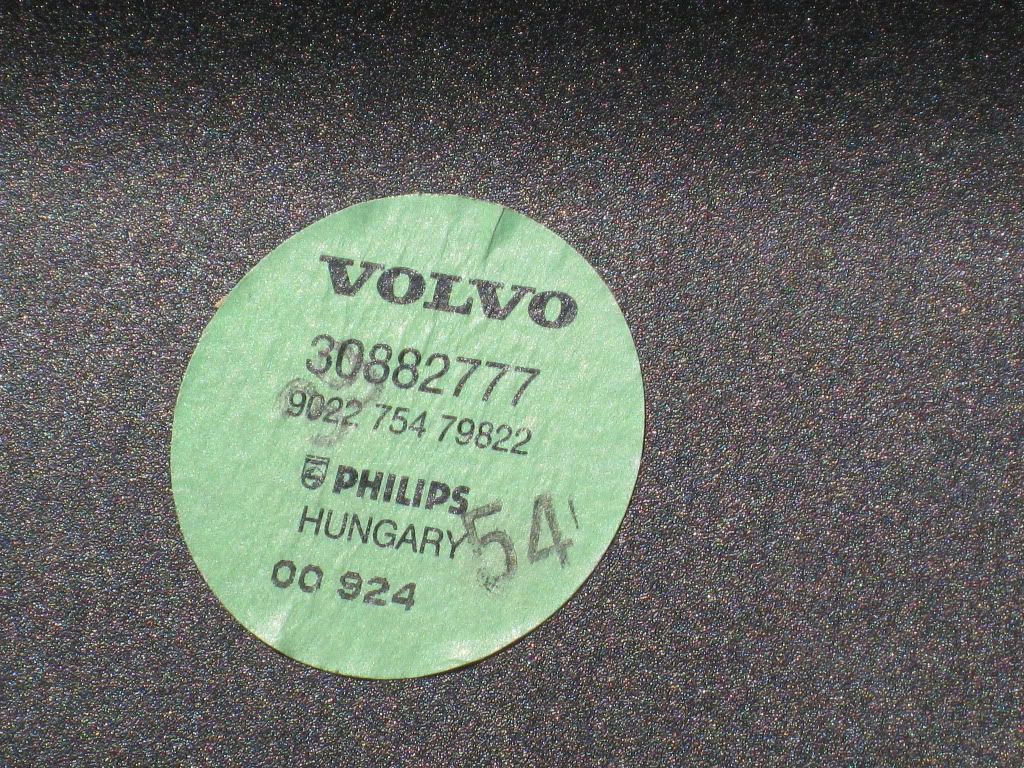 VOLVO
30882777
9022 754 79822
PHILIPS
HUNGARY
54'
00 924